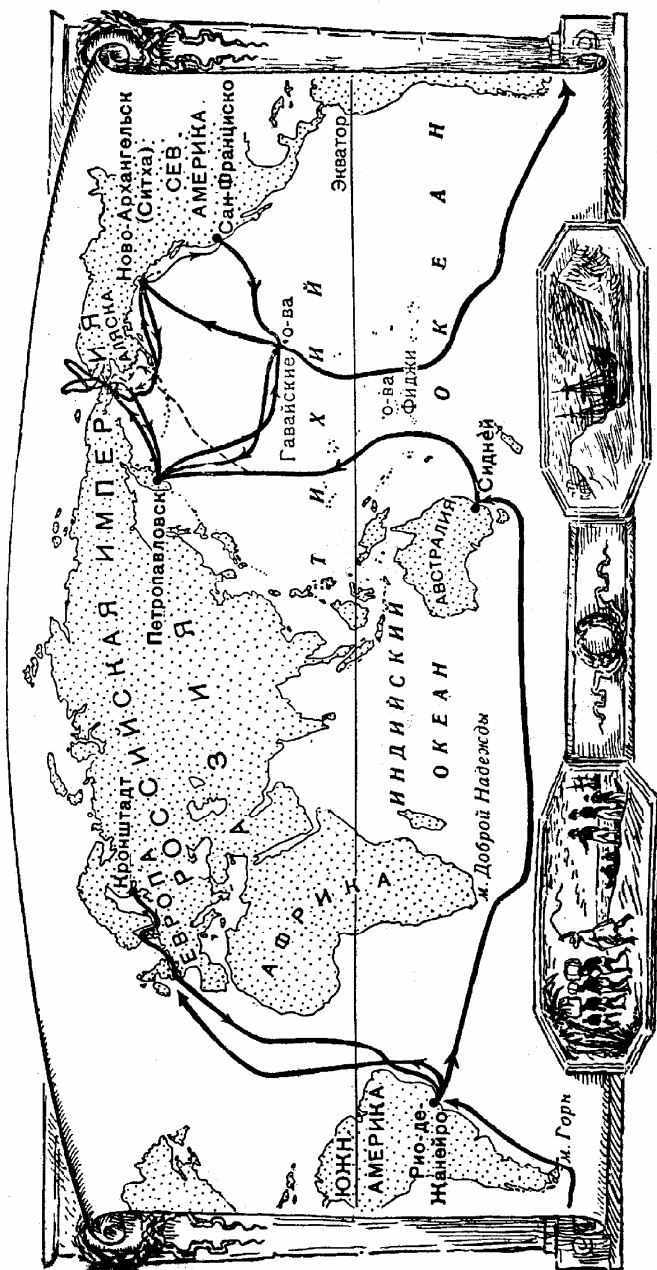 Кронштадт
ЕВРОПА
РОССИЙСКАЯ ИМПЕРИЯ
АЛЯСКА
Ново-Архангельск
(Ситха)
СЕВ
АМЕРИКА
Сан-Франциско
Петропавловск
АЗИЯ
АФРИКА
Гавайские о-ва
Экватор
ТИХИЙ
ОКЕАН
о-ва
Фиджи
ИНДИЙСКИЙ
ОКЕАН
АВСТРАЛИЯ
Сидней
м. Доброй Надежды
ЮЖН.
АМЕРИКА
Рио-де-
Жанейро
м. Горн